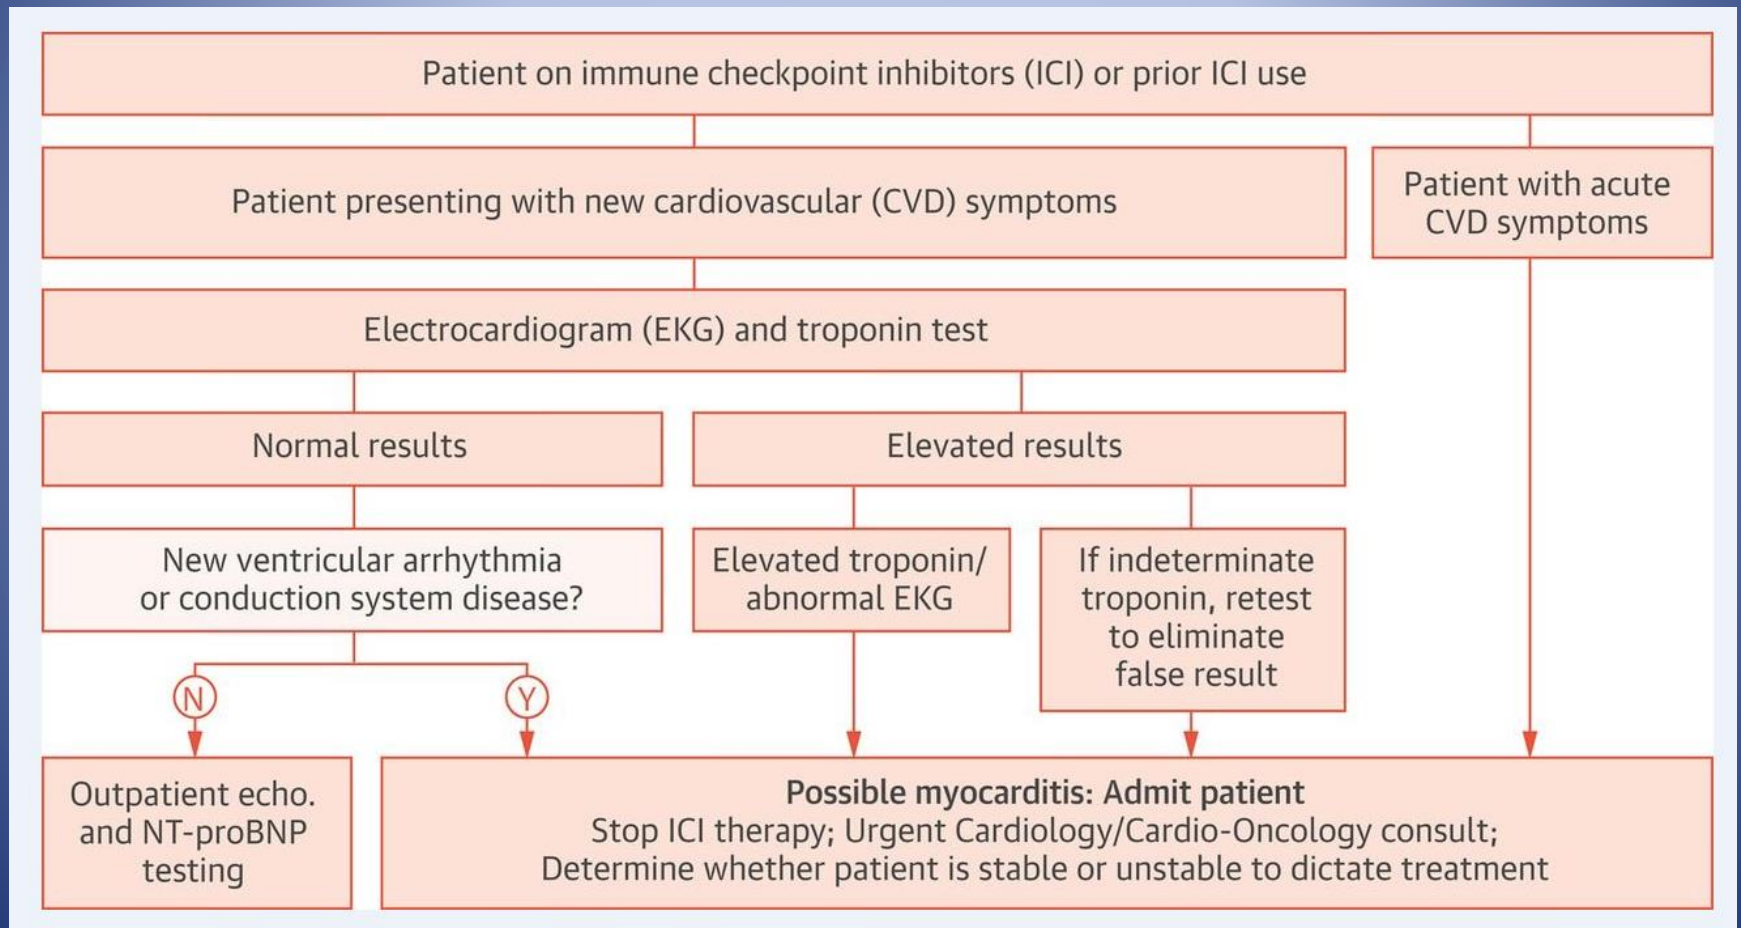 Patient on immune checkpoint inhibitors (ICI) or prior ICI use
Patient presenting with new cardiovascular (CVD) symptoms
Patient with acute
CVD symptoms
Electrocardiogram (EKG) and troponin test
Normal results
Elevated results
New ventricular arrhythmia
or conduction system disease?
Elevated troponin/
abnormal EKG
If indeterminate
troponin, retest
to eliminate
false result
N
Y
Outpatient echo.
and NT-proBNP
testing
Possible myocarditis: Admit patient
Stop ICI therapy; Urgent Cardiology/Cardio-Oncology consult;
Determine whether patient is stable or unstable to dictate treatment